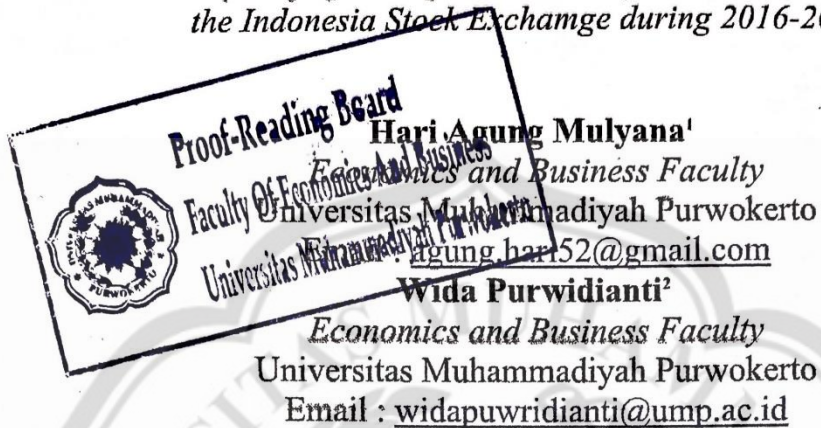 the Indonesia Stock Exchamge during 2016-20
Proof-Reading Board
Faculty Of Economics And Business
Universitas Muhammadiyah Purwokerto
Hari Agung Mulyana¹
Economics and Business Faculty
Universitas Muhammadiyah Purwokerto
Email : agung.hari52@gmail.com
Wida Purwidianti²
Economics and Business Faculty
Universitas Muhammadiyah Purwokerto
Email : widapuwridianti@ump.ac.id
PURWOKERTO